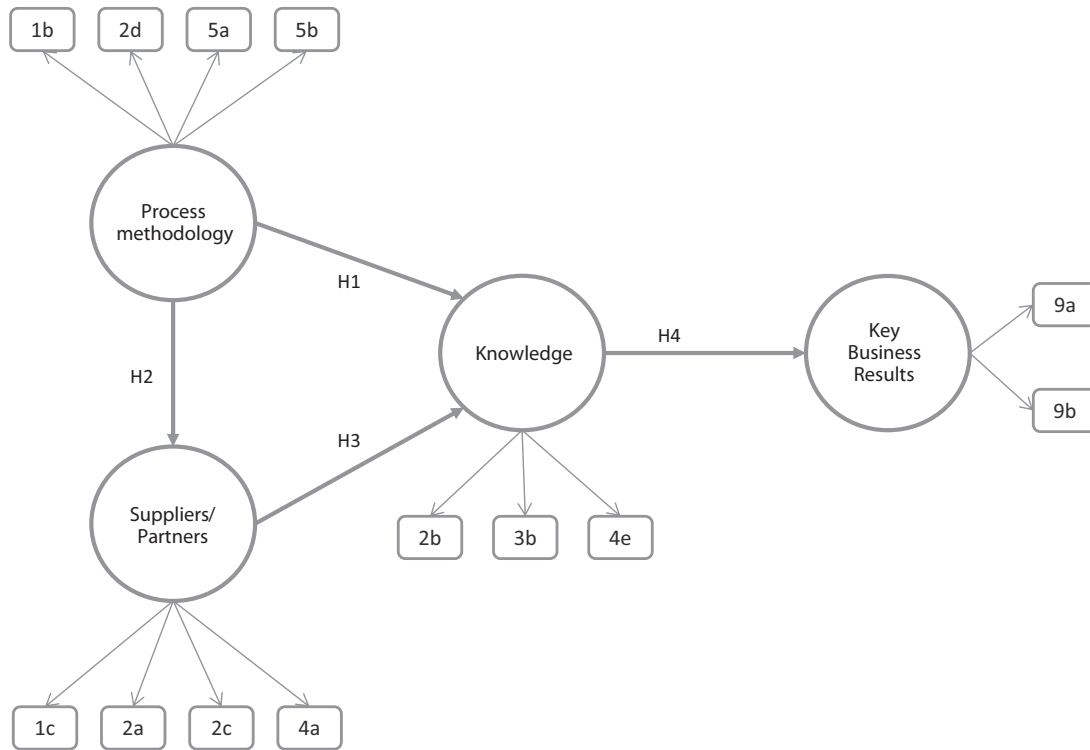 1b
2d
5a
5b
Process
methodology
H1
H2
Knowledge
H4
Key
Business
Results
9a
9b
H3
Suppliers/
Partners
2b
3b
4e
1c
2a
2c
4a